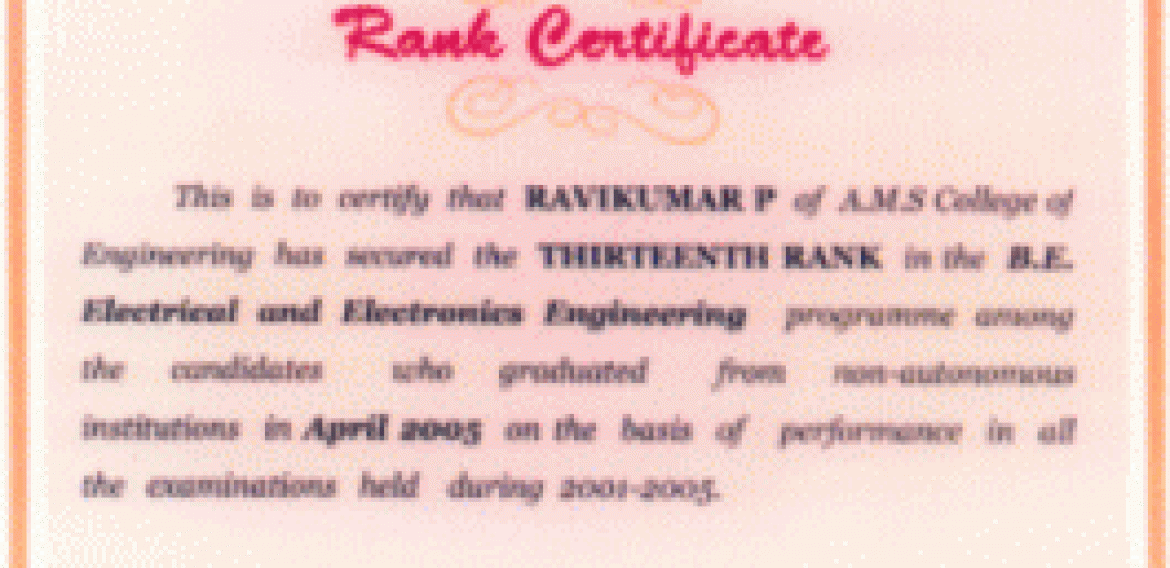 Rank Certificate
This is to certify that RAVIKUMAR P of A.M.S College of
Engineering has secured the THIRTEENTH RANK in the B.E.
Electrical and Electronics Engineering programme among
the candidates who graduated from non-autonomous
institutions in April 2005 on the basis of performance in all
the examinations held during 2001-2005.